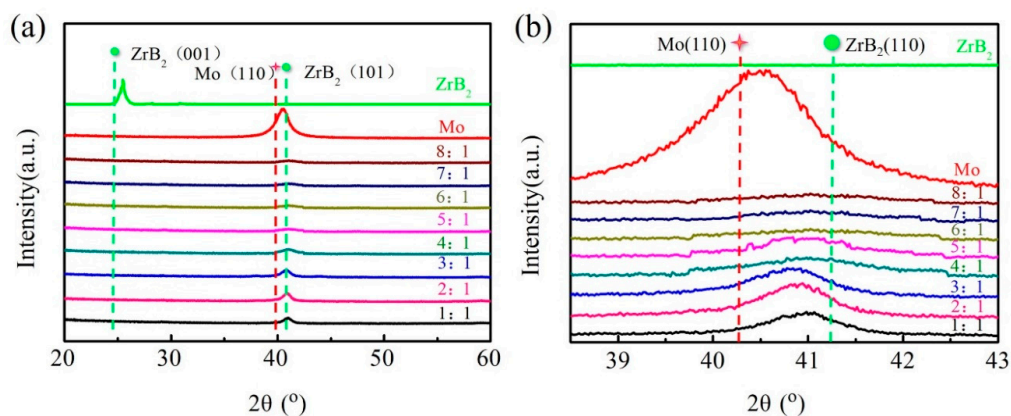 (a)
ZrB2 (001)
Mo (110)
ZrB2 (101)
ZrB2
Mo
8: 1
7: 1
6: 1
5: 1
4: 1
3: 1
2: 1
1: 1
Intensity(a.u.)
20 30 40 50 60
2θ (°)
(b)
Mo(110)
ZrB2(110)
ZrB2
Mo
8: 1
7: 1
6: 1
5: 1
4: 1
3: 1
2: 1
1: 1
Intensity(a.u.)
39 40 41 42 43
2θ (°)